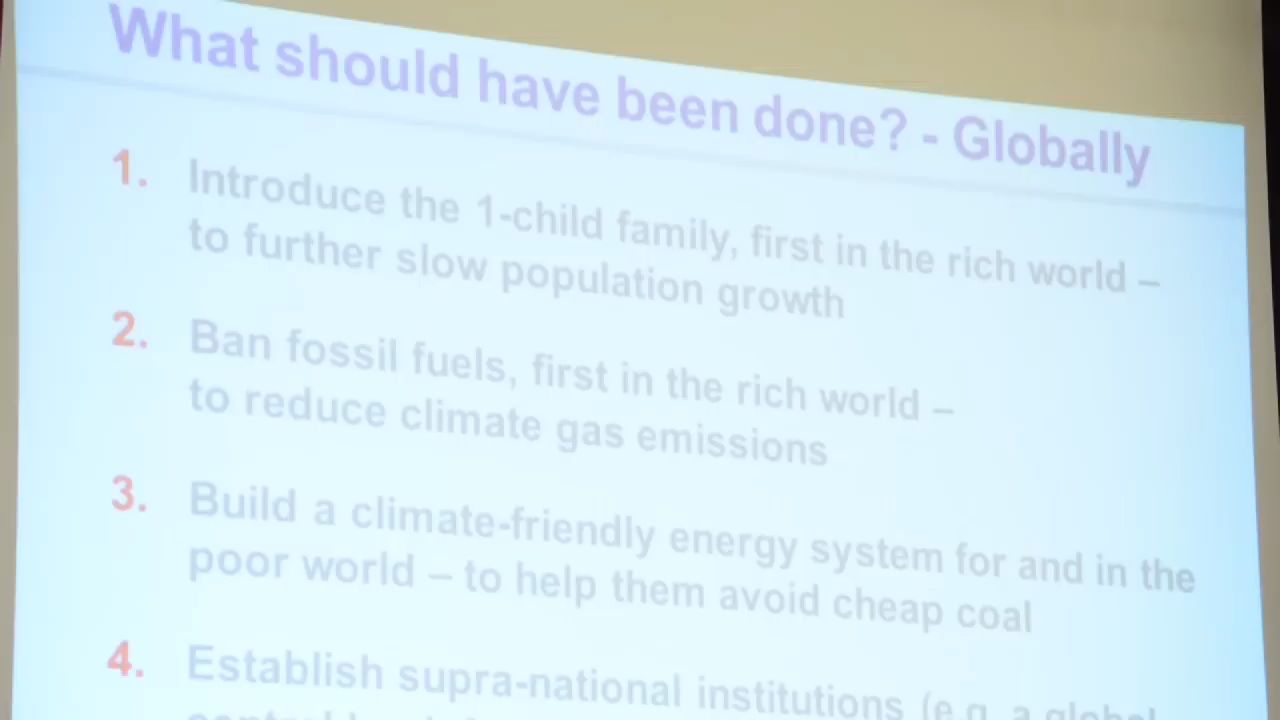 What should have been done? - Globally
1. Introduce the 1-child family, first in the rich world –
to further slow population growth
2. Ban fossil fuels, first in the rich world –
to reduce climate gas emissions
3. Build a climate-friendly energy system for and in the
poor world – to help them avoid cheap coal
4. Establish supra-national institutions (e.g. a global